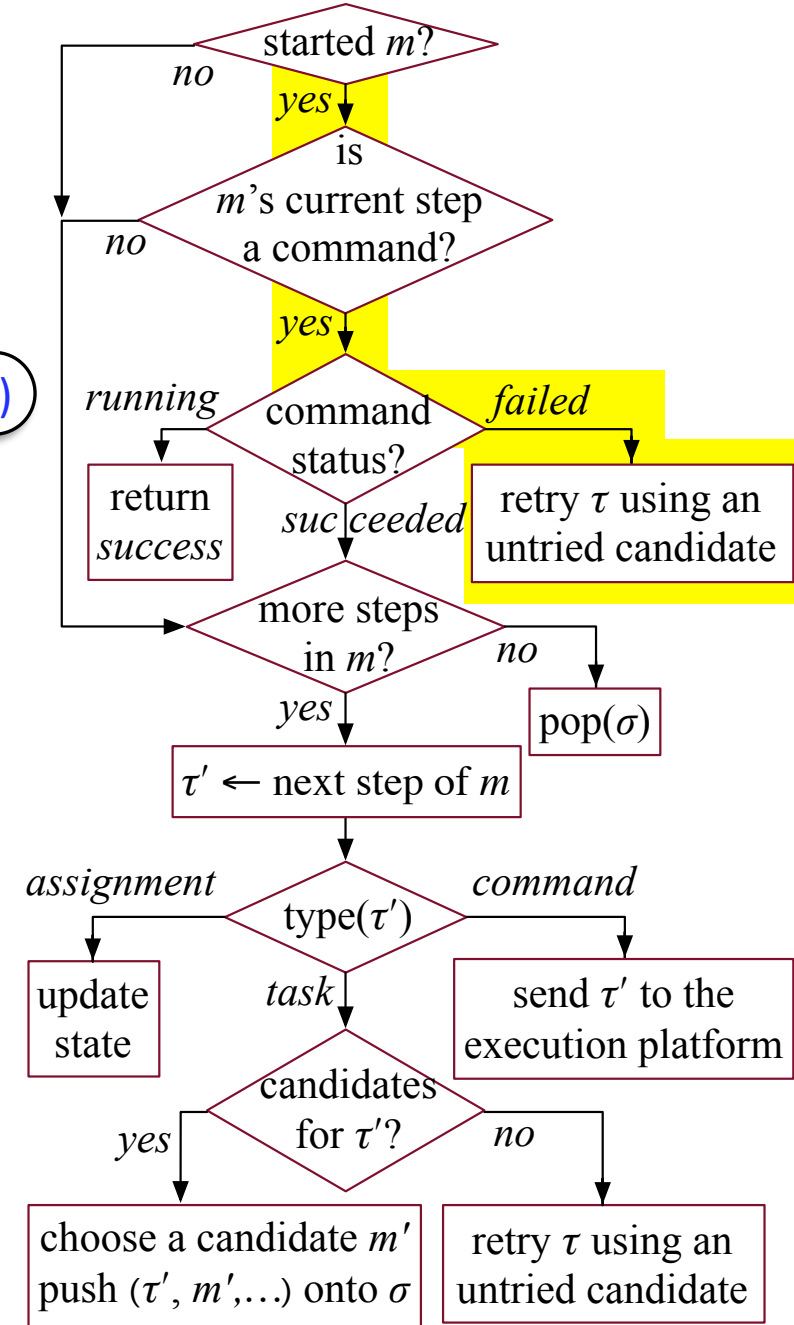 started m?
no
yes
is
m's current step
a command?
no
yes
)
running
command
status?
failed
return
success
succeeded
retry τ using an
untried candidate
more steps
in m?
no
yes
pop(σ)
τ′ ← next step of m
assignment
type(τ′)
command
update
state
task
send τ′ to the
execution platform
candidates
for τ′?
yes
no
choose a candidate m′
push (τ′, m′,…) onto σ
retry τ using an
untried candidate